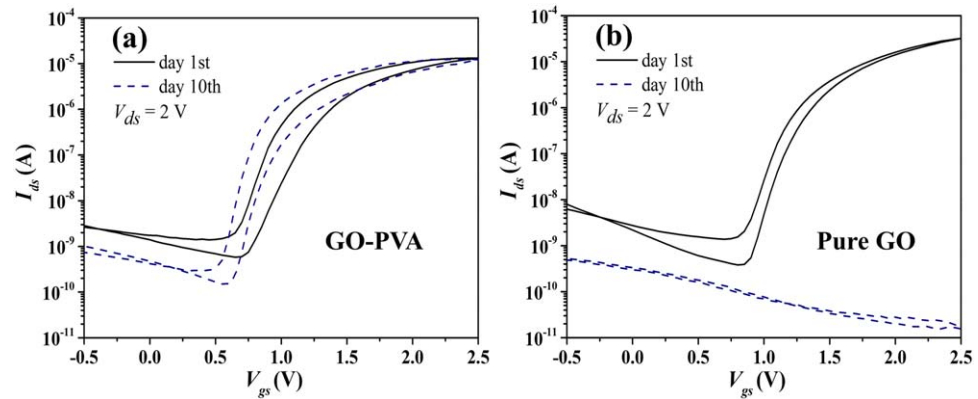 (a)
day 1st
day 10th
V_ds = 2 V
GO-PVA
I_ds (A)
10^-4
10^-5
10^-6
10^-7
10^-8
10^-9
10^-10
10^-11
-0.5 0.0 0.5 1.0 1.5 2.0 2.5
V_gs (V)
(b)
day 1st
day 10th
V_ds = 2 V
Pure GO
I_ds (A)
10^-4
10^-5
10^-6
10^-7
10^-8
10^-9
10^-10
10^-11
-0.5 0.0 0.5 1.0 1.5 2.0 2.5
V_gs (V)